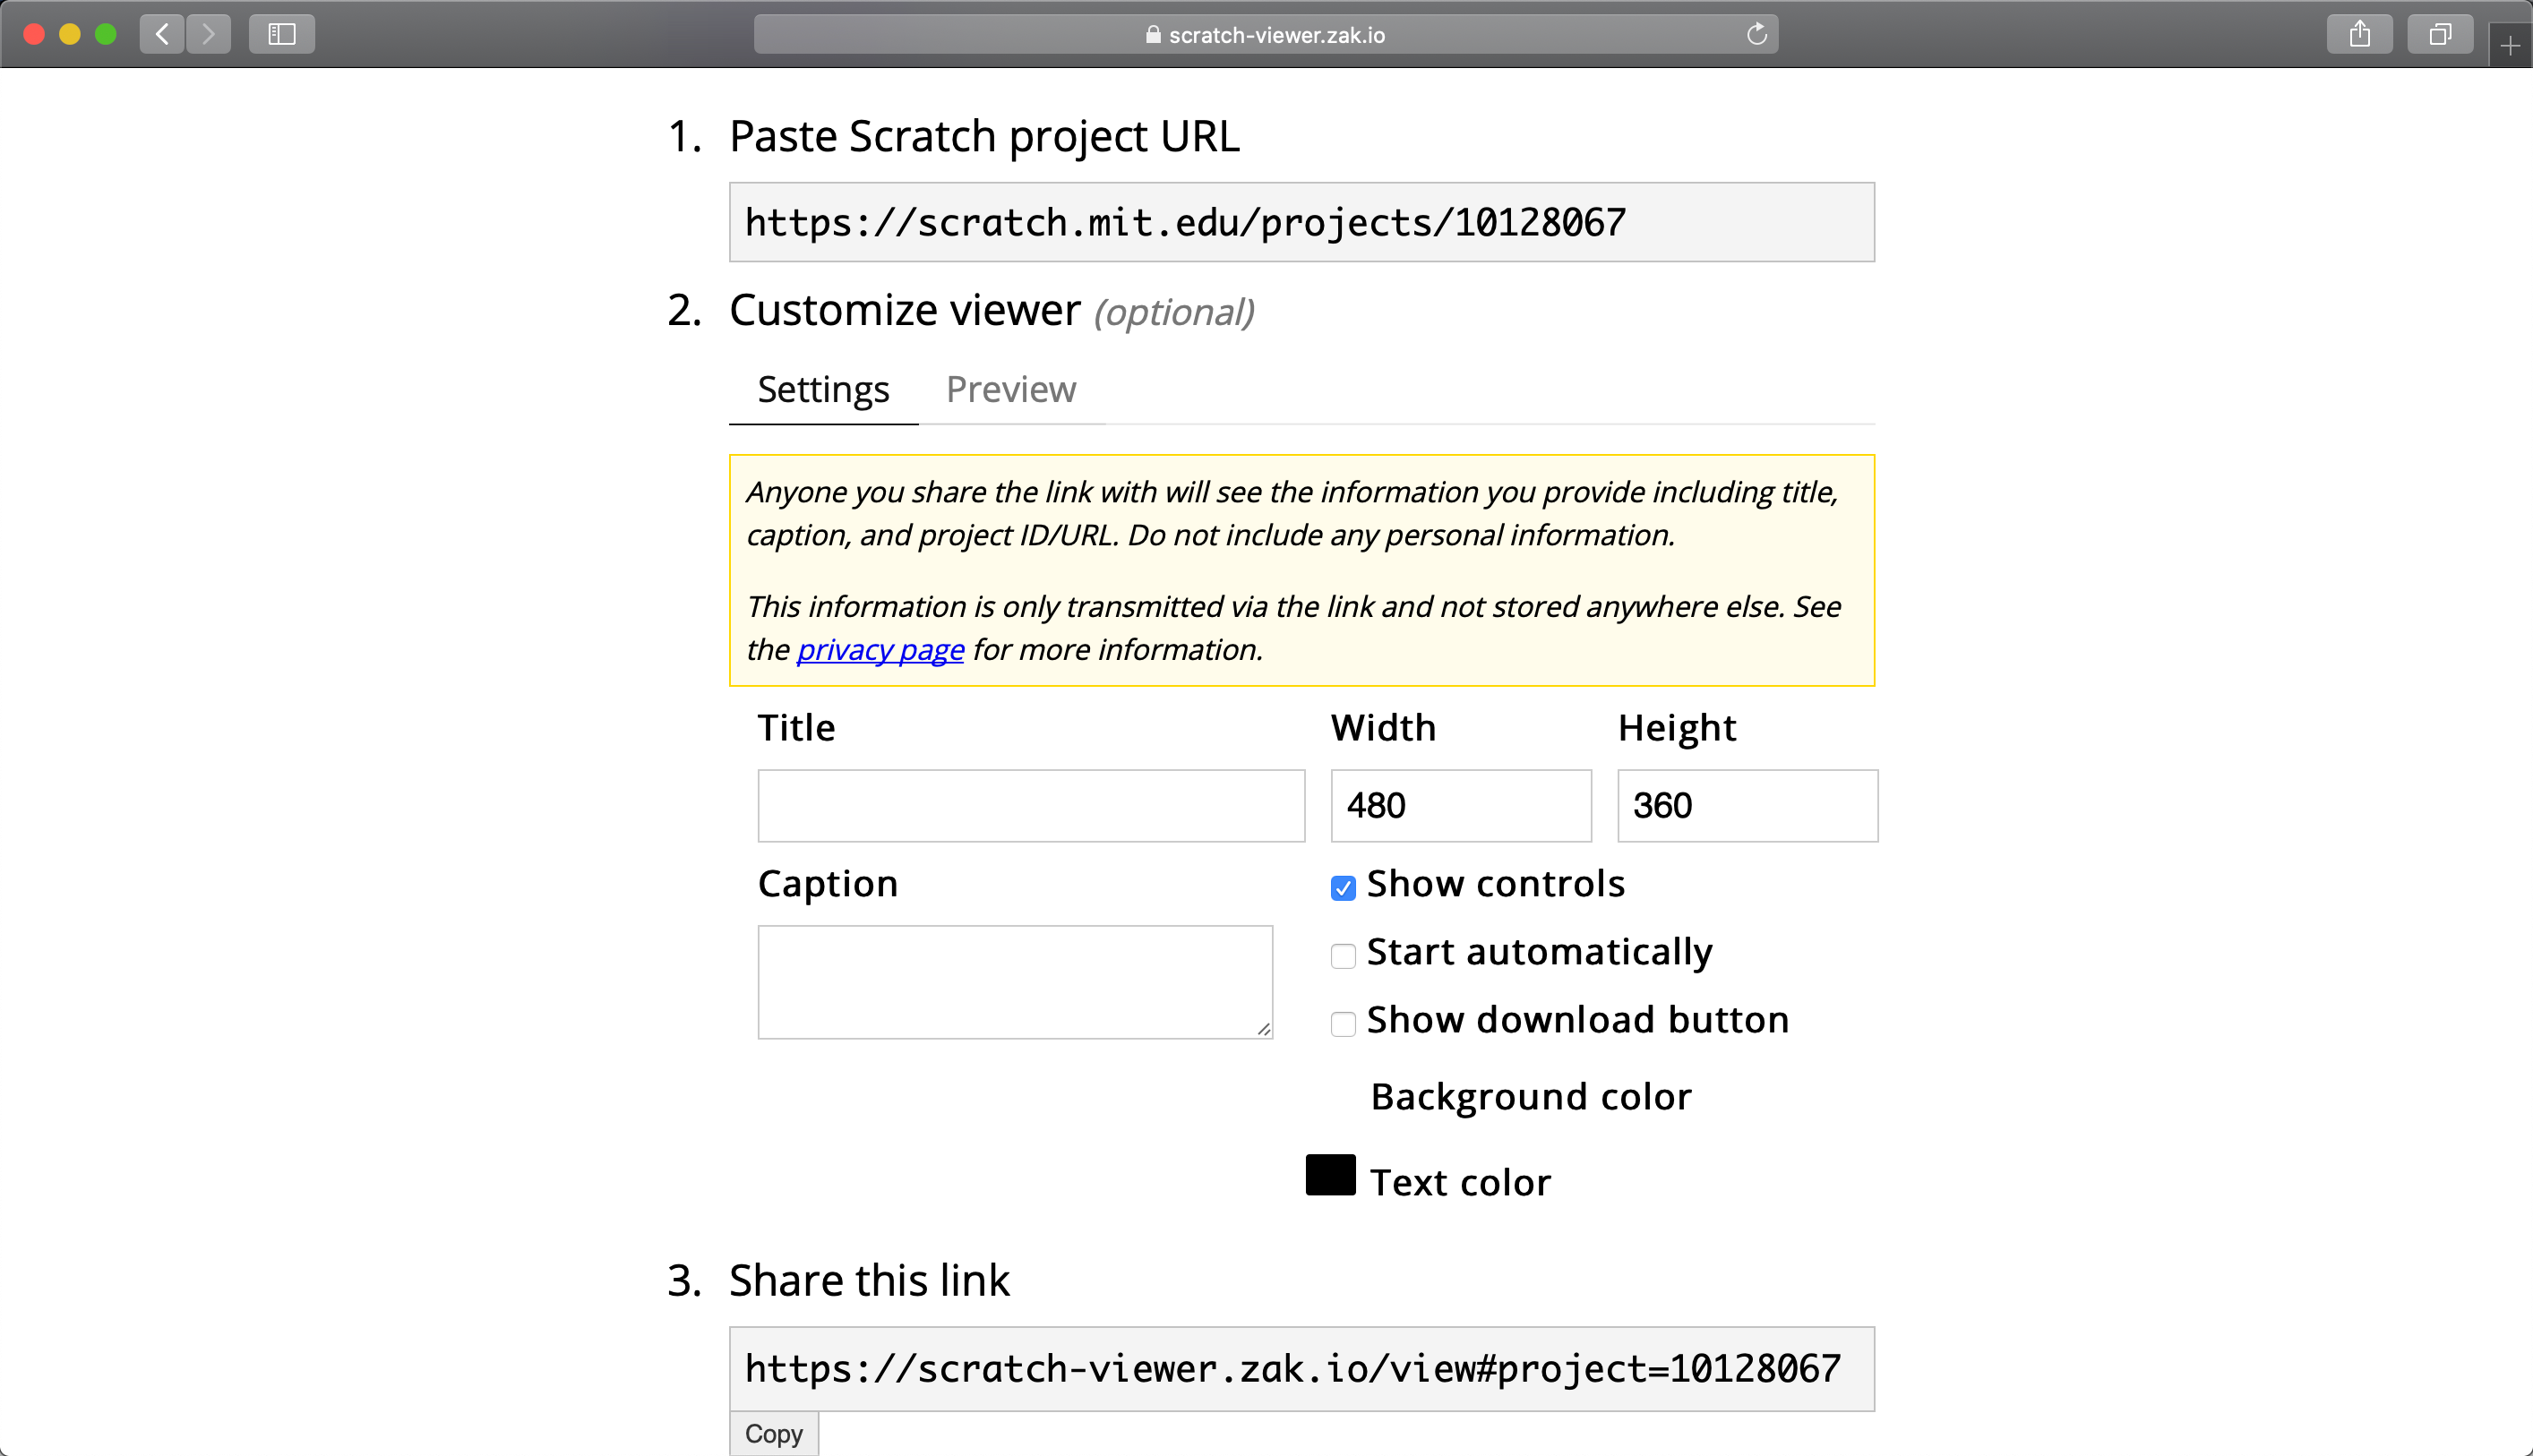 scratch-viewer.zak.io
1. Paste Scratch project URL
https://scratch.mit.edu/projects/10128067
2. Customize viewer (optional)
Settings Preview
Anyone you share the link with will see the information you provide including title,
caption, and project ID/URL. Do not include any personal information.
This information is only transmitted via the link and not stored anywhere else. See
the privacy page for more information.
Title Width Height
480 360
Caption Show controls
Start automatically
Show download button
Background color
Text color
3. Share this link
https://scratch-viewer.zak.io/view#project=10128067
Copy